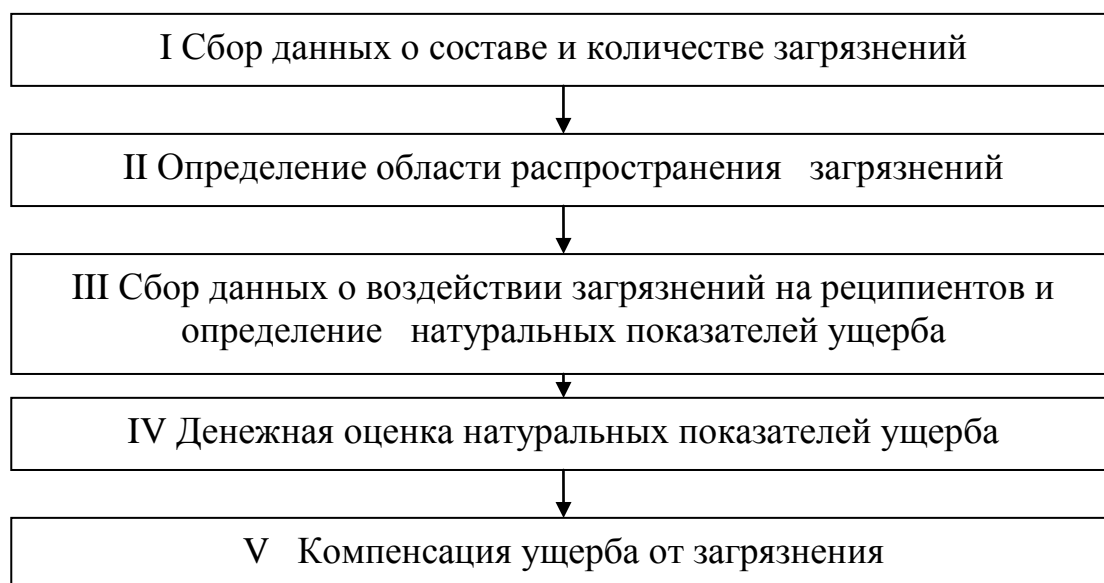 I Сбор данных о составе и количестве загрязнений
II Определение области распространения загрязнений
III Сбор данных о воздействии загрязнений на реципиентов и
определение натуральных показателей ущерба
IV Денежная оценка натуральных показателей ущерба
V Компенсация ущерба от загрязнения